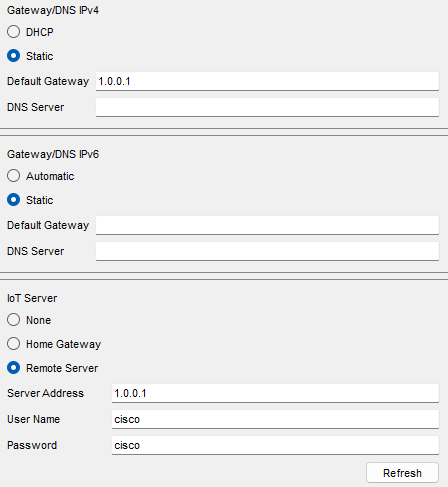 Gateway/DNS IPv4
DHCP
Static
Default Gateway 1.0.0.1
DNS Server
Gateway/DNS IPv6
Automatic
Static
Default Gateway
DNS Server
IoT Server
None
Home Gateway
Remote Server
Server Address 1.0.0.1
User Name cisco
Password cisco
Refresh